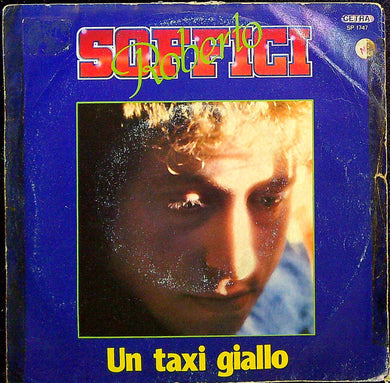 CETRA
SP 1747
SOFFICI
Roberto
Un taxi giallo